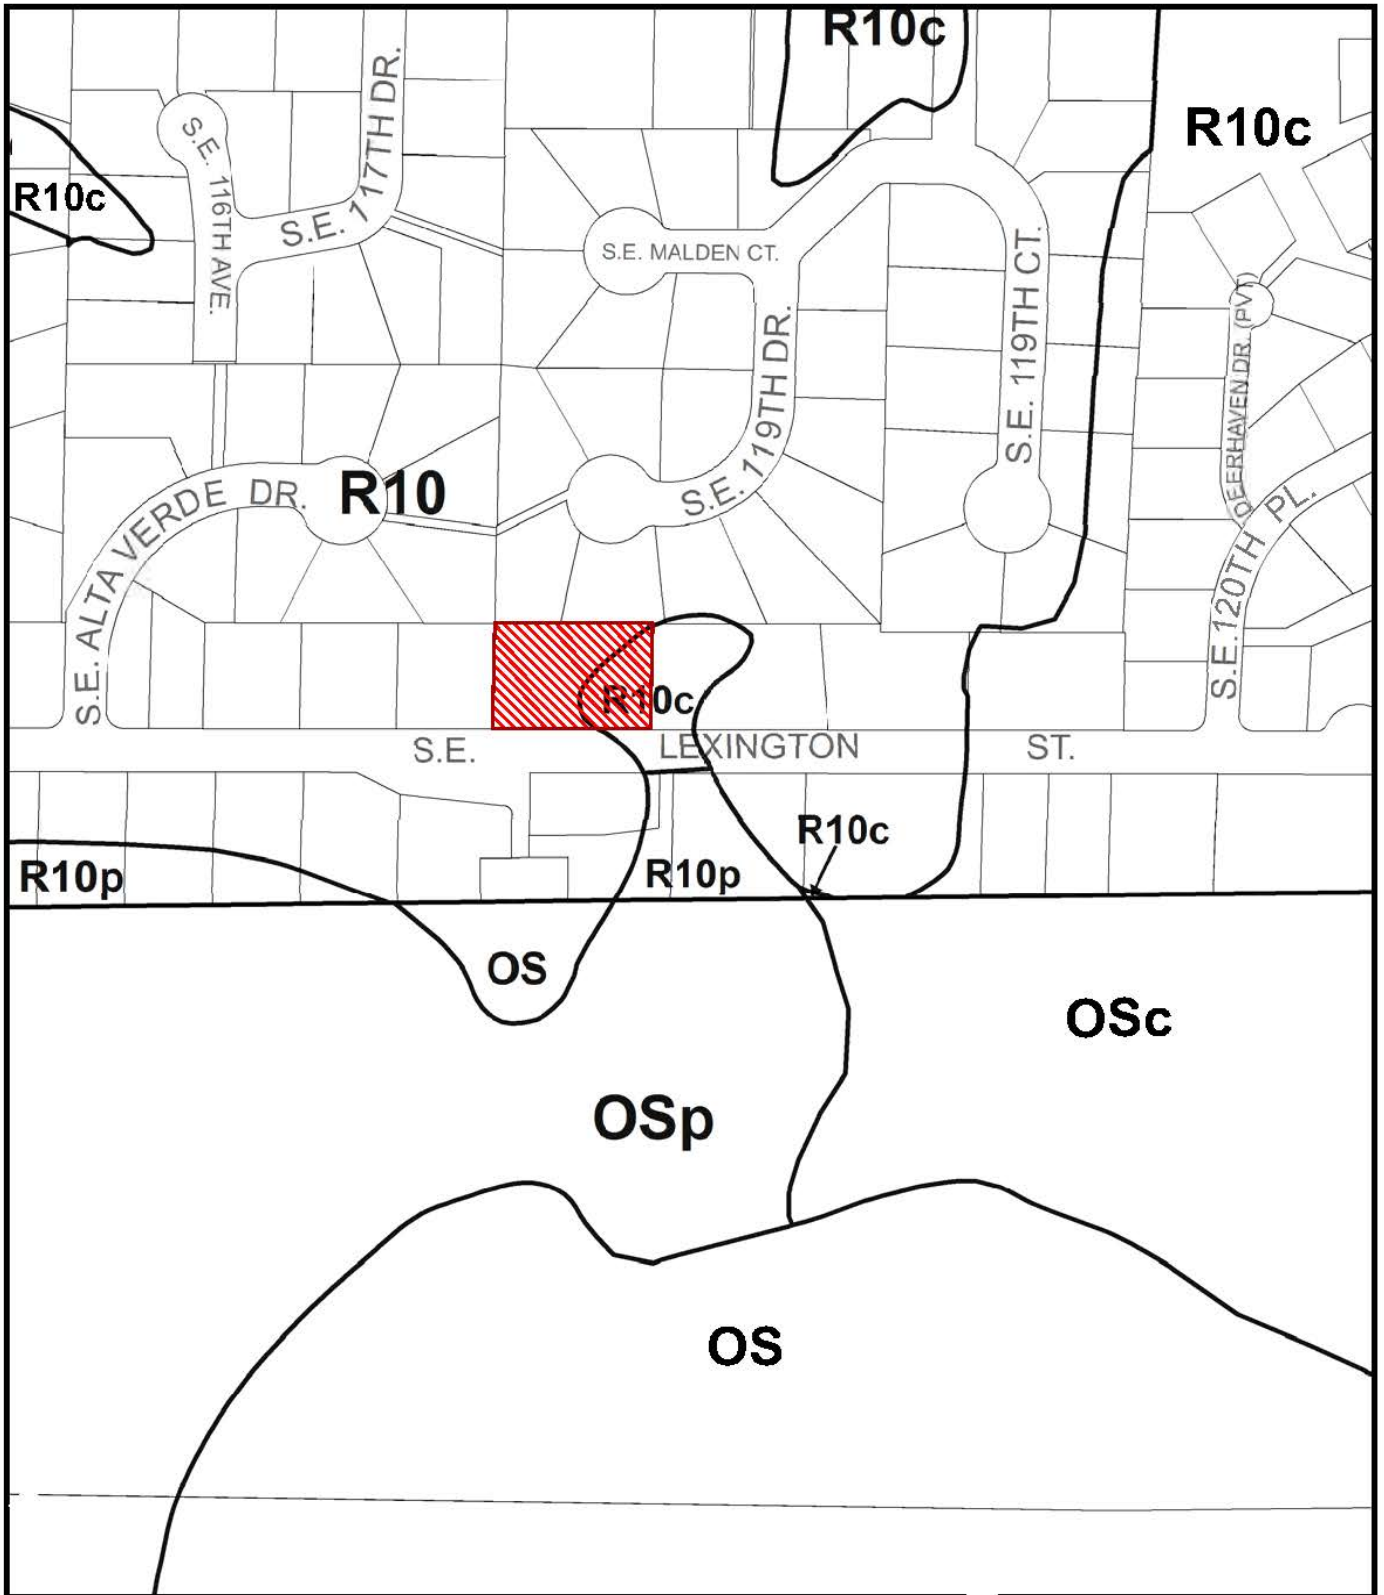 R10c
R10c
R10c
S.E. 117TH DR.
S.E. 116TH AVE.
S.E. MALDEN CT.
S.E. 119TH CT.
S.E. 119TH DR.
DEERHAVEN DR. (PVT)
R10
S.E. ALTA VERDE DR.
S.E. 120TH PL.
R10c
S.E. LEXINGTON ST.
R10c
R10p
R10p
OS
OSc
OSp
OS